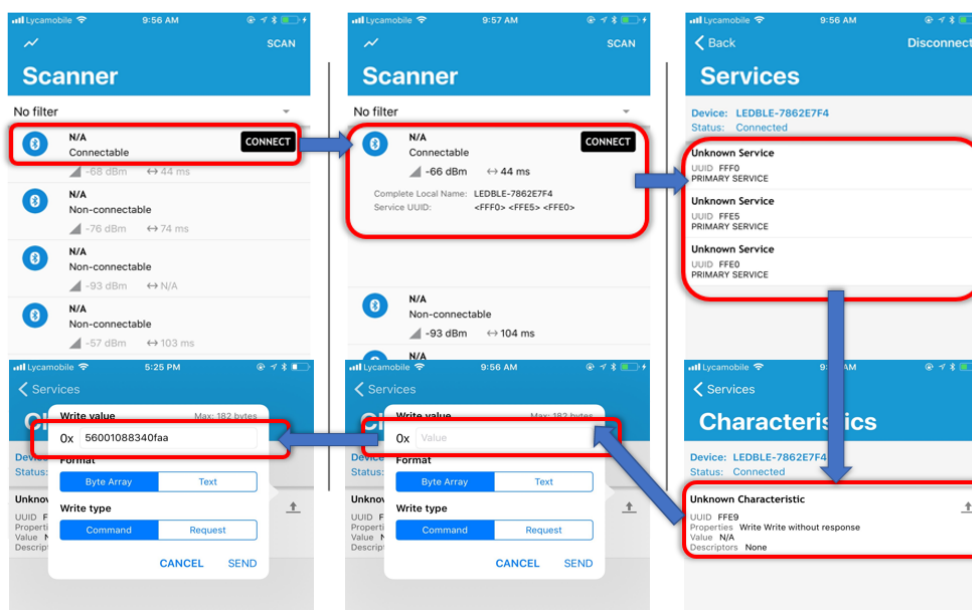 Lycamobile 9:56 AM
SCAN
Scanner
No filter
N/A
Connectable
CONNECT
-68 dBm 44 ms
N/A
Non-connectable
-76 dBm 74 ms
N/A
Non-connectable
-93 dBm N/A
N/A
Non-connectable
-57 dBm 103 ms
Lycamobile 9:57 AM
SCAN
Scanner
No filter
N/A
Connectable
CONNECT
-66 dBm 44 ms
Complete Local Name: LEDBLE-7862E7F4
Service UUID: <FFF0> <FFE5> <FFE0>
N/A
Non-connectable
-93 dBm 104 ms
N/A
Lycamobile 9:56 AM
Back Disconnect
Services
Device: LEDBLE-7862E7F4
Status: Connected
Unknown Service
UUID FFF0
PRIMARY SERVICE
Unknown Service
UUID FFE5
PRIMARY SERVICE
Unknown Service
UUID FFE0
PRIMARY SERVICE
Lycamobile 5:25 PM
Services
Write value Max: 182 bytes
0x 56001088340faa
Format
Byte Array Text
Status:
Write type
UUID F
Command Request
CANCEL SEND
Lycamobile 9:56 AM
Services
Write value Max: 182 bytes
0x Value
Format
Byte Array Text
Status:
Write type
UUID F
Command Request
CANCEL SEND
Lycamobile AM
Services
Characteristics
Device: LEDBLE-7862E7F4
Status: Connected
Unknown Characteristic
UUID FFE9
Properties Write Write without response
Value N/A
Descriptors None